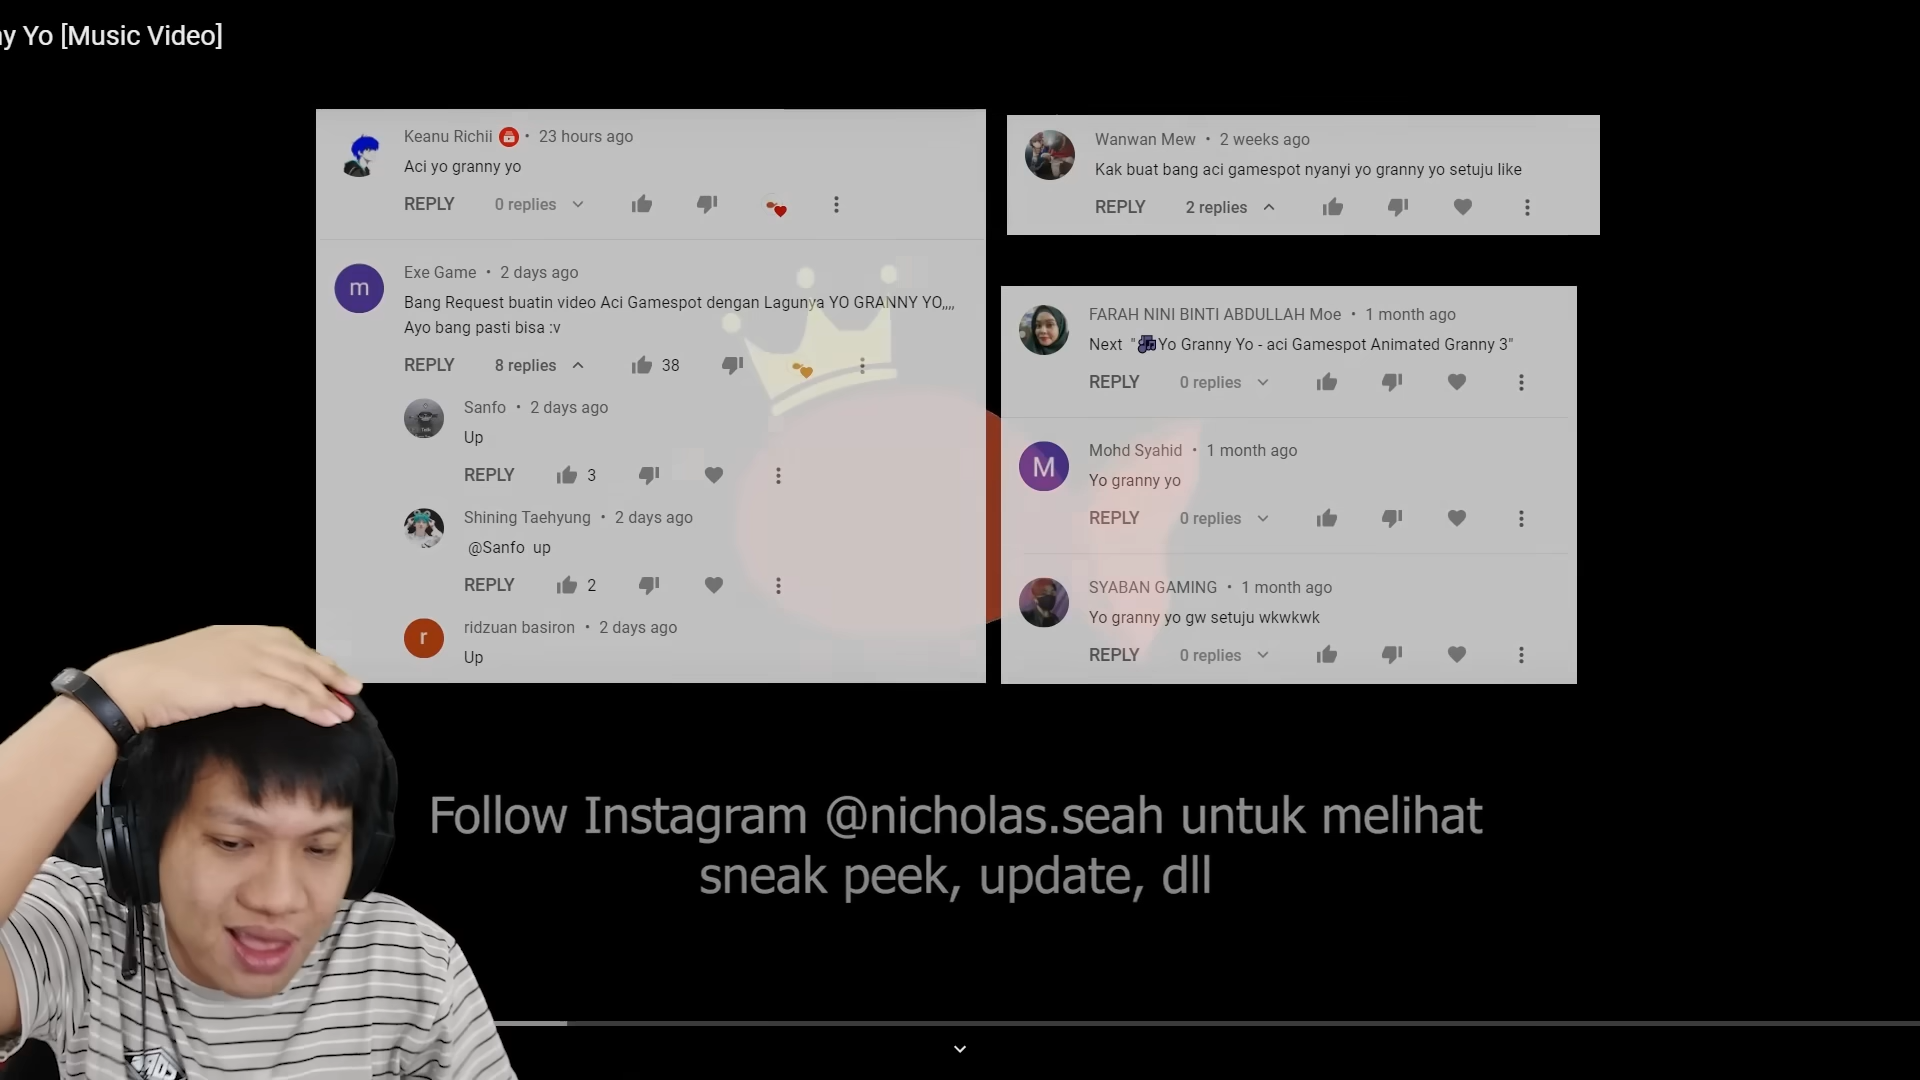 ny Yo [Music Video]
Keanu Richii • 23 hours ago
Aci yo granny yo
REPLY 0 replies
Exe Game • 2 days ago
Bang Request buatin video Aci Gamespot dengan Lagunya YO GRANNY YO,,,,
Ayo bang pasti bisa :v
REPLY 8 replies 38
Sanfo • 2 days ago
Up
REPLY 3
Shining Taehyung • 2 days ago
@Sanfo up
REPLY 2
ridzuan basiron • 2 days ago
Up
m
r
Wanwan Mew • 2 weeks ago
Kak buat bang aci gamespot nyanyi yo granny yo setuju like
REPLY 2 replies
FARAH NINI BINTI ABDULLAH Moe • 1 month ago
Next "🎶Yo Granny Yo - aci Gamespot Animated Granny 3"
REPLY 0 replies
M
Mohd Syahid • 1 month ago
Yo granny yo
REPLY 0 replies
SYABAN GAMING • 1 month ago
Yo granny yo gw setuju wkwkwk
REPLY 0 replies
Follow Instagram @nicholas.seah untuk melihat
sneak peek, update, dll